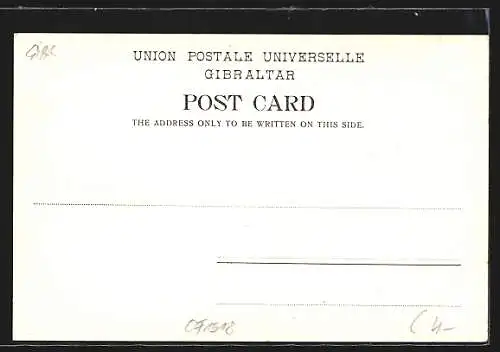 UNION POSTALE UNIVERSELLE
GIBRALTAR
POST CARD
THE ADDRESS ONLY TO BE WRITTEN ON THIS SIDE.